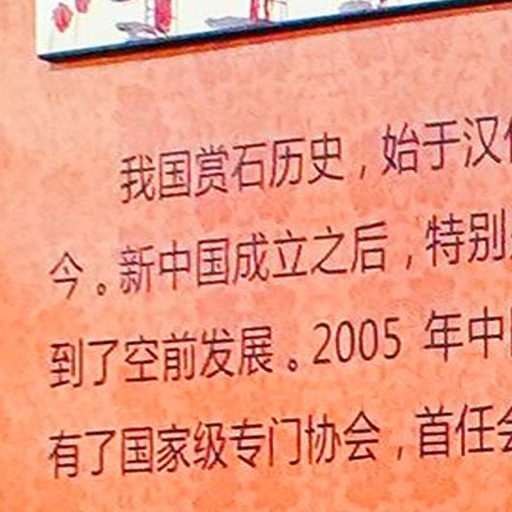 我国赏石历史，始于汉
今。新中国成立之后，特别
到了空前发展。2005 年中
有了国家级专门协会，首任会